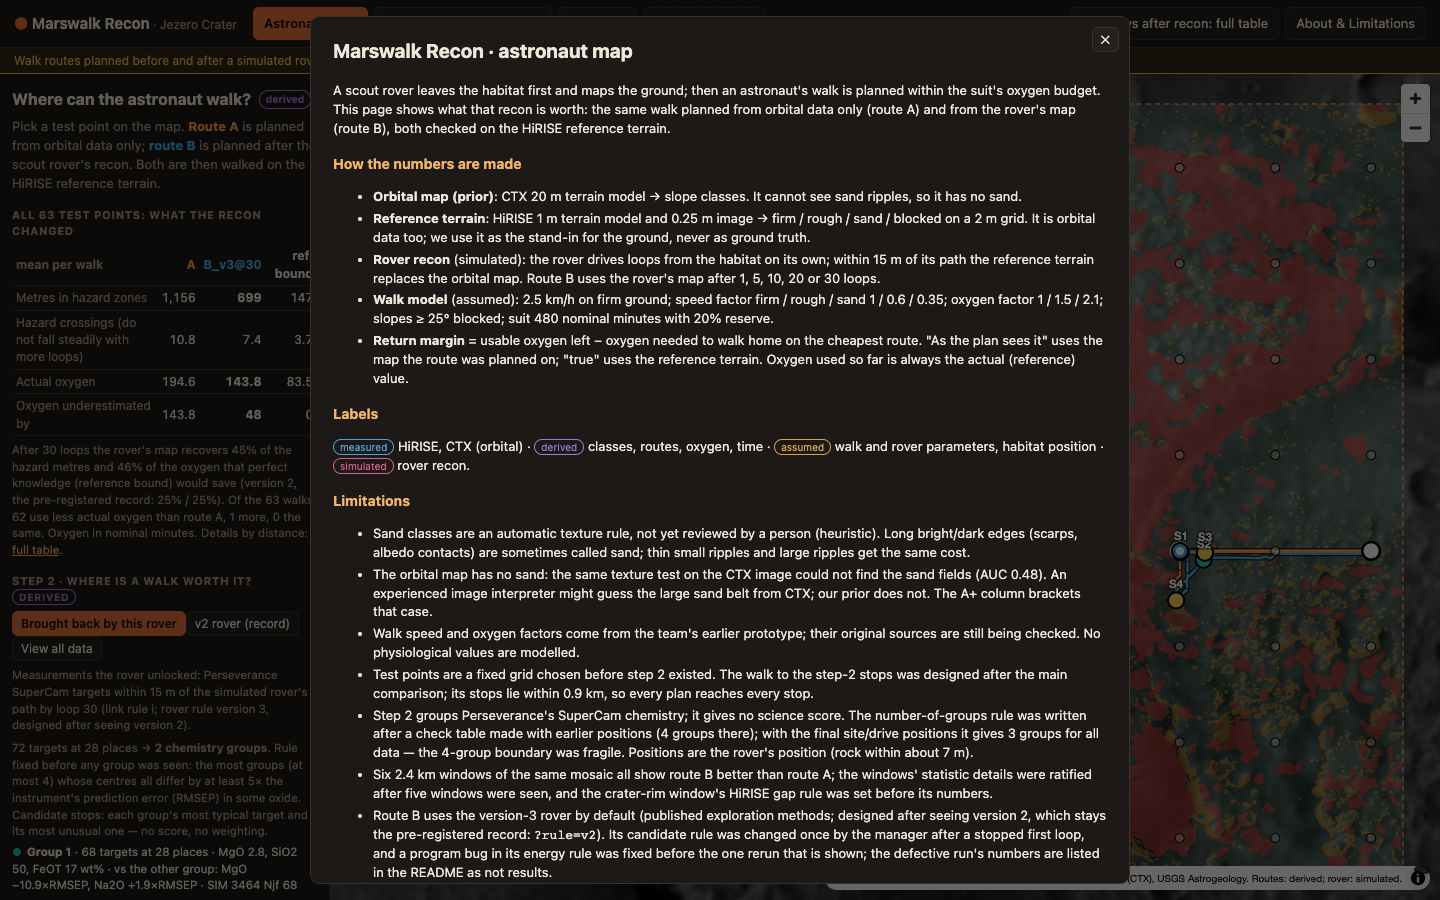 Marswalk Recon · Jezero Crater
Astrona
rs after recon: full table
About & Limitations
Walk routes planned before and after a simulated rov
Where can the astronaut walk? derived
Pick a test point on the map. Route A is planned
from orbital data only; route B is planned after the
scout rover's recon. Both are then walked on the
HiRISE reference terrain.
ALL 63 TEST POINTS: WHAT THE RECON
CHANGED
mean per walk A B_v3@30 ref
bound
Metres in hazard zones 1,156 699 147
Hazard crossings (do
not fall steadily with 10.8 7.4 3.7
more loops)
Actual oxygen 194.6 143.8 83.5
Oxygen underestimated 143.8 48 0
by
After 30 loops the rover's map recovers 45% of the
hazard metres and 46% of the oxygen that perfect
knowledge (reference bound) would save (version 2,
the pre-registered record: 25% / 25%). Of the 63 walks
62 use less actual oxygen than route A, 1 more, 0 the
same. Oxygen in nominal minutes. Details by distance:
full table.
STEP 2 · WHERE IS A WALK WORTH IT?
DERIVED
Brought back by this rover
v2 rover (record)
View all data
Measurements the rover unlocked: Perseverance
SuperCam targets within 15 m of the simulated rover's
path by loop 30 (link rule i; rover rule version 3,
designed after seeing version 2).
72 targets at 28 places → 2 chemistry groups. Rule
fixed before any group was seen: the most groups (at
most 4) whose centres all differ by at least 5× the
instrument's prediction error (RMSEP) in some oxide.
Candidate stops: each group's most typical target and
its most unusual one — no score, no weighting.
Group 1 · 68 targets at 28 places · MgO 2.8, SiO2
50, FeOT 17 wt% · vs the other group: MgO
−10.9×RMSEP, Na2O +1.9×RMSEP · SIM 3464 Njf 68
Marswalk Recon · astronaut map
×
A scout rover leaves the habitat first and maps the ground; then an astronaut's walk is planned within the suit's oxygen budget.
This page shows what that recon is worth: the same walk planned from orbital data only (route A) and from the rover's map
(route B), both checked on the HiRISE reference terrain.
How the numbers are made
• Orbital map (prior): CTX 20 m terrain model → slope classes. It cannot see sand ripples, so it has no sand.
• Reference terrain: HiRISE 1 m terrain model and 0.25 m image → firm / rough / sand / blocked on a 2 m grid. It is orbital
data too; we use it as the stand-in for the ground, never as ground truth.
• Rover recon (simulated): the rover drives loops from the habitat on its own; within 15 m of its path the reference terrain
replaces the orbital map. Route B uses the rover's map after 1, 5, 10, 20 or 30 loops.
• Walk model (assumed): 2.5 km/h on firm ground; speed factor firm / rough / sand 1 / 0.6 / 0.35; oxygen factor 1 / 1.5 / 2.1;
slopes ≥ 25° blocked; suit 480 nominal minutes with 20% reserve.
• Return margin = usable oxygen left − oxygen needed to walk home on the cheapest route. "As the plan sees it" uses the
map the route was planned on; "true" uses the reference terrain. Oxygen used so far is always the actual (reference)
value.
Labels
measured HiRISE, CTX (orbital) · derived classes, routes, oxygen, time · assumed walk and rover parameters, habitat position ·
simulated rover recon.
Limitations
• Sand classes are an automatic texture rule, not yet reviewed by a person (heuristic). Long bright/dark edges (scarps,
albedo contacts) are sometimes called sand; thin small ripples and large ripples get the same cost.
• The orbital map has no sand: the same texture test on the CTX image could not find the sand fields (AUC 0.48). An
experienced image interpreter might guess the large sand belt from CTX; our prior does not. The A+ column brackets
that case.
• Walk speed and oxygen factors come from the team's earlier prototype; their original sources are still being checked. No
physiological values are modelled.
• Test points are a fixed grid chosen before step 2 existed. The walk to the step-2 stops was designed after the main
comparison; its stops lie within 0.9 km, so every plan reaches every stop.
• Step 2 groups Perseverance's SuperCam chemistry; it gives no science score. The number-of-groups rule was written
after a check table made with earlier positions (4 groups there); with the final site/drive positions it gives 3 groups for all
data — the 4-group boundary was fragile. Positions are the rover's position (rock within about 7 m).
• Six 2.4 km windows of the same mosaic all show route B better than route A; the windows' statistic details were ratified
after five windows were seen, and the crater-rim window's HiRISE gap rule was set before its numbers.
• Route B uses the version-3 rover by default (published exploration methods; designed after seeing version 2, which stays
the pre-registered record: ?rule=v2). Its candidate rule was changed once by the manager after a stopped first loop,
and a program bug in its energy rule was fixed before the one rerun that is shown; the defective run's numbers are listed
in the README as not results.
+
−
S1
S3
S4
(CTX), USGS Astrogeology. Routes: derived; rover: simulated.